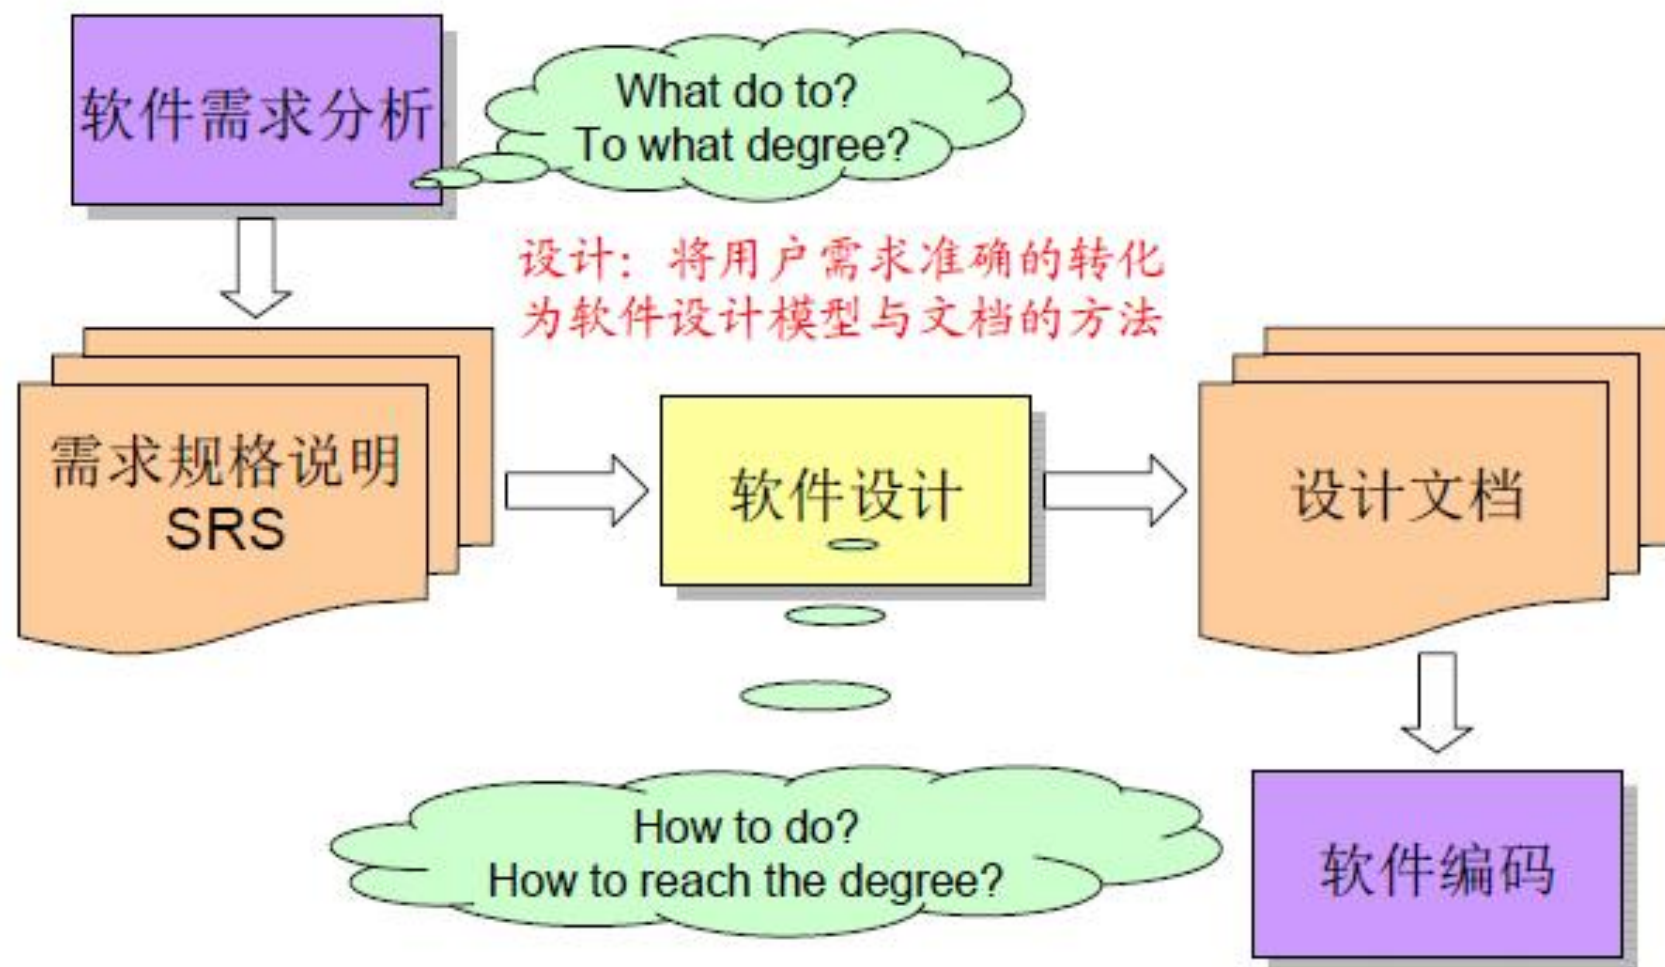 软件需求分析
What do to?
To what degree?
设计：将用户需求准确的转化
为软件设计模型与文档的方法
需求规格说明
SRS
软件设计
设计文档
How to do?
How to reach the degree?
软件编码